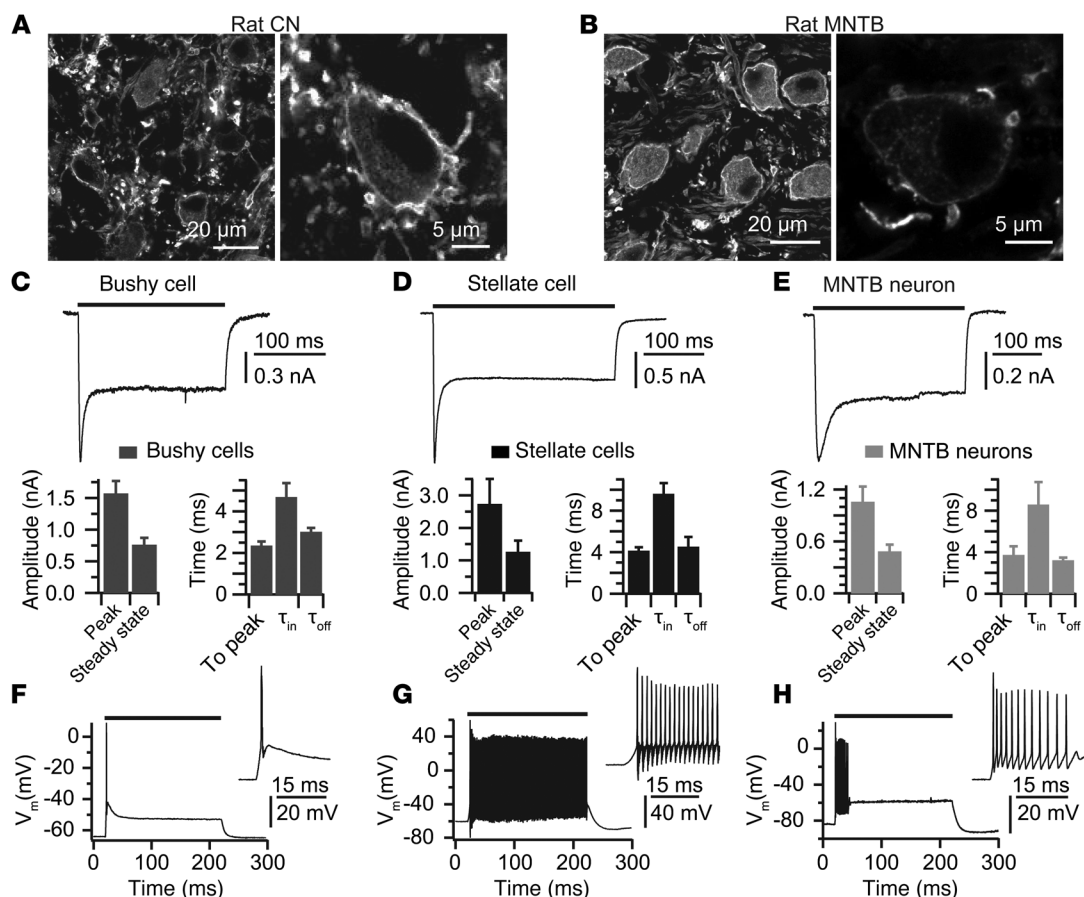 A Rat CN
20 µm
5 µm
B Rat MNTB
20 µm
5 µm
C Bushy cell
100 ms
0.3 nA
Bushy cells
Amplitude (nA)
1.5
1.0
0.5
0.0
Peak
Steady state
Time (ms)
4
2
0
To peak
τin
τoff
D Stellate cell
100 ms
0.5 nA
Stellate cells
Amplitude (nA)
3.0
2.0
1.0
0.0
Peak
Steady state
Time (ms)
8
4
0
To peak
τin
τoff
E MNTB neuron
100 ms
0.2 nA
MNTB neurons
Amplitude (nA)
1.2
0.6
0.0
Peak
Steady state
Time (ms)
8
4
0
To peak
τin
τoff
F
Vm(mV)
0
-20
-40
-60
0 100 200 300
Time (ms)
15 ms
20 mV
G
Vm(mV)
40
0
-40
-80
0 100 200 300
Time (ms)
15 ms
40 mV
H
Vm(mV)
0
-40
-80
0 100 200 300
Time (ms)
15 ms
20 mV